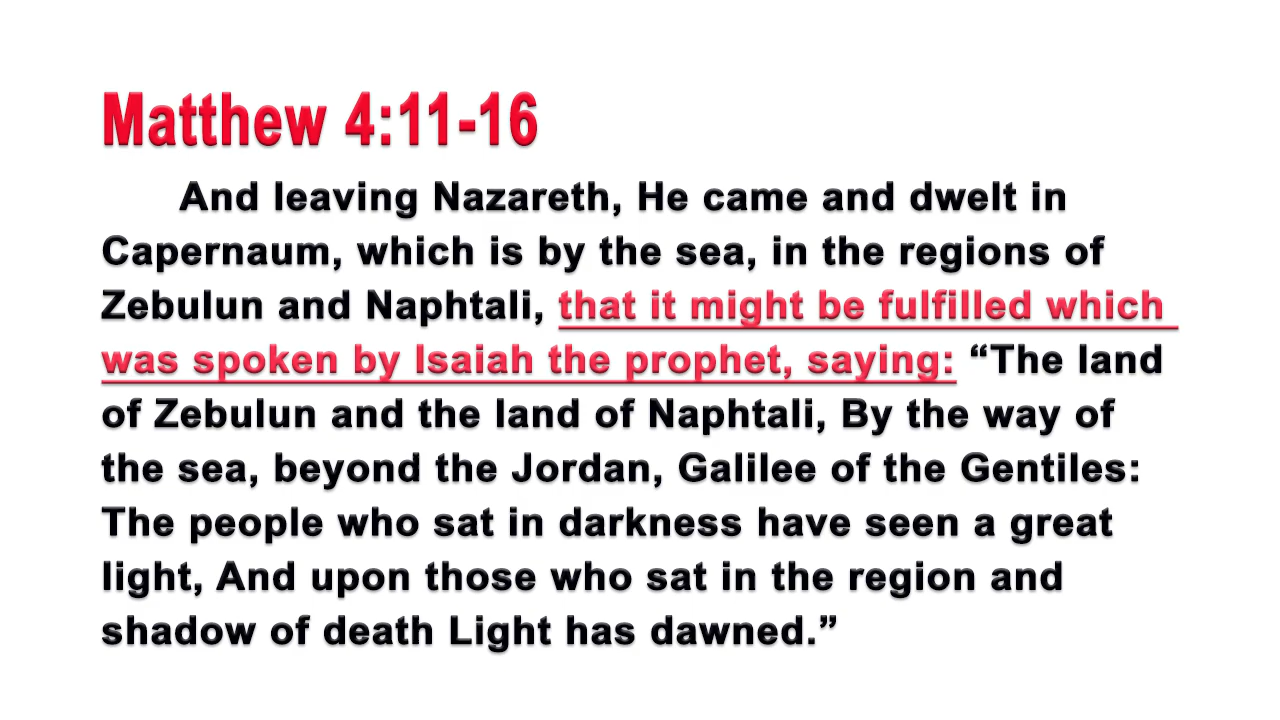 Matthew 4:11-16
And leaving Nazareth, He came and dwelt in
Capernaum, which is by the sea, in the regions of
Zebulun and Naphtali, that it might be fulfilled which
was spoken by Isaiah the prophet, saying: “The land
of Zebulun and the land of Naphtali, By the way of
the sea, beyond the Jordan, Galilee of the Gentiles:
The people who sat in darkness have seen a great
light, And upon those who sat in the region and
shadow of death Light has dawned.”